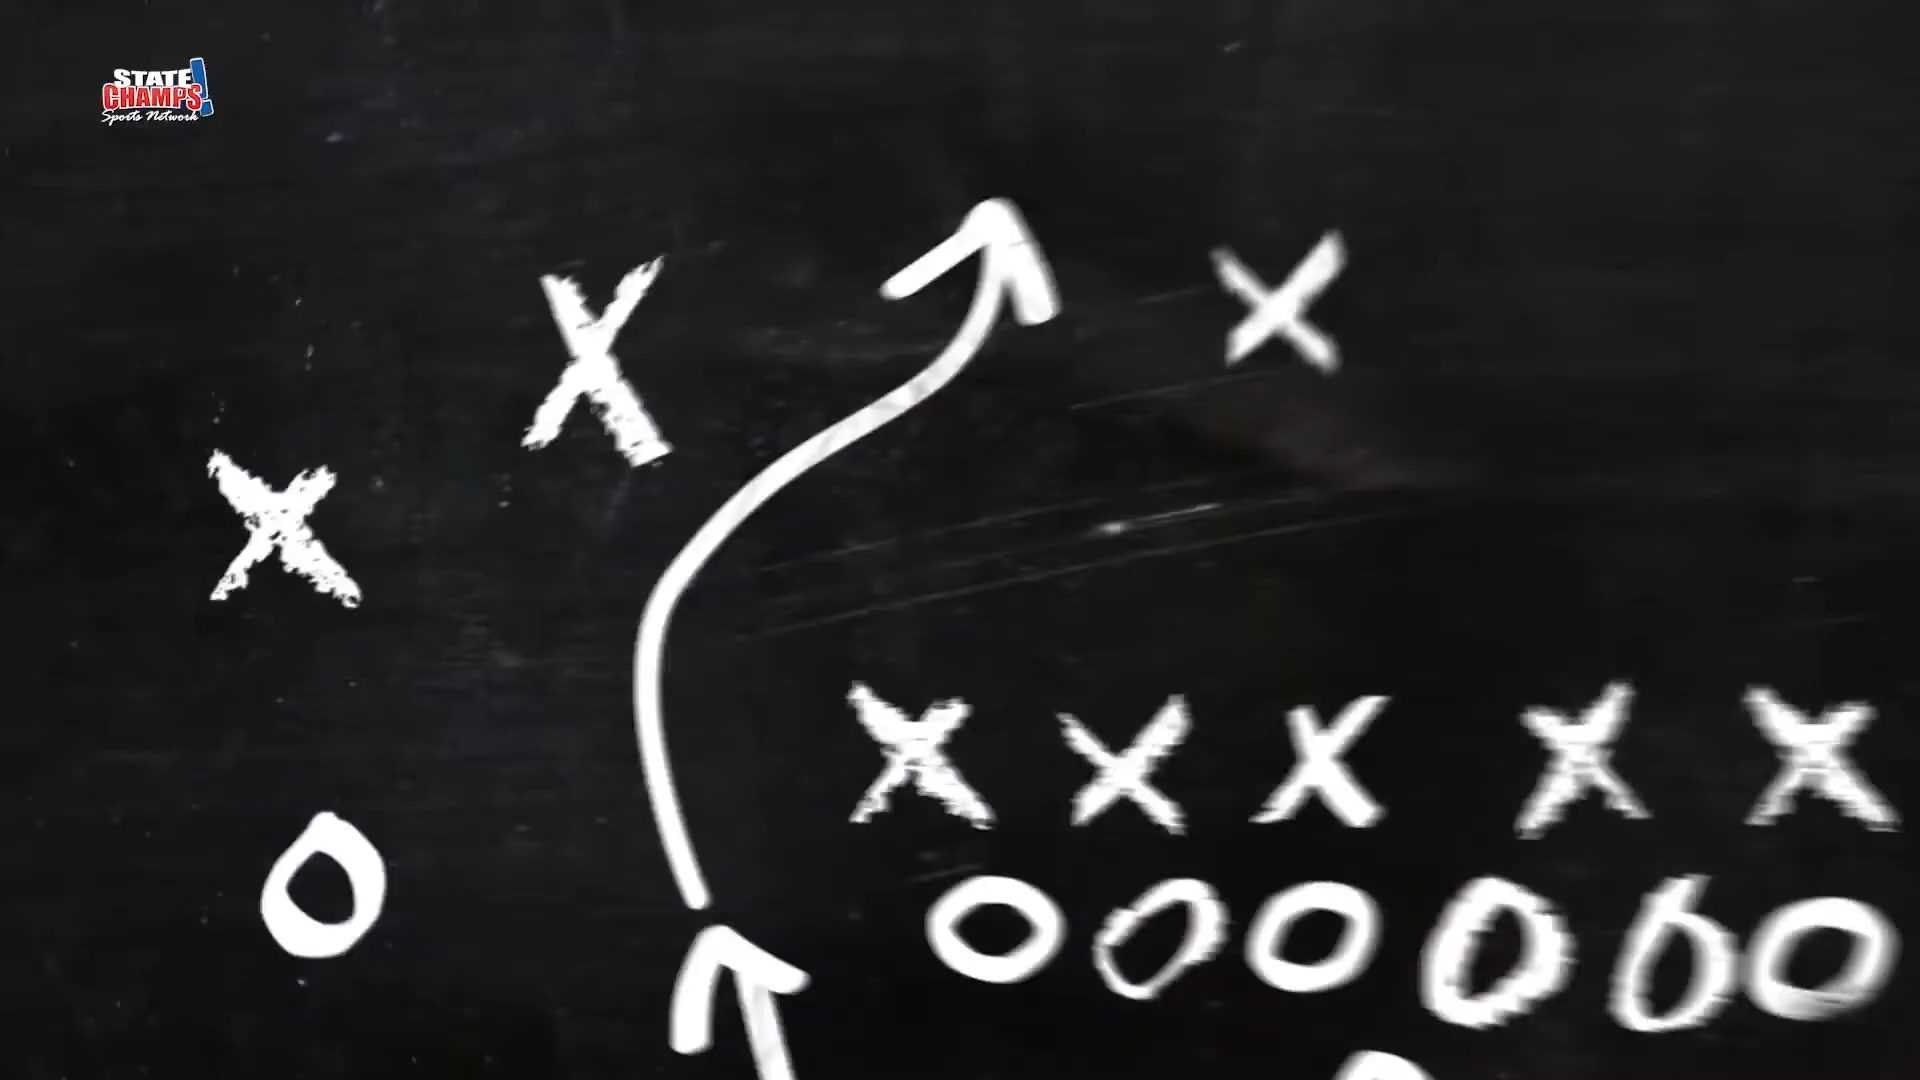 STATE
CHAMPS!
Sports Network
X
X
X
X X X X X
O
O O O O O O